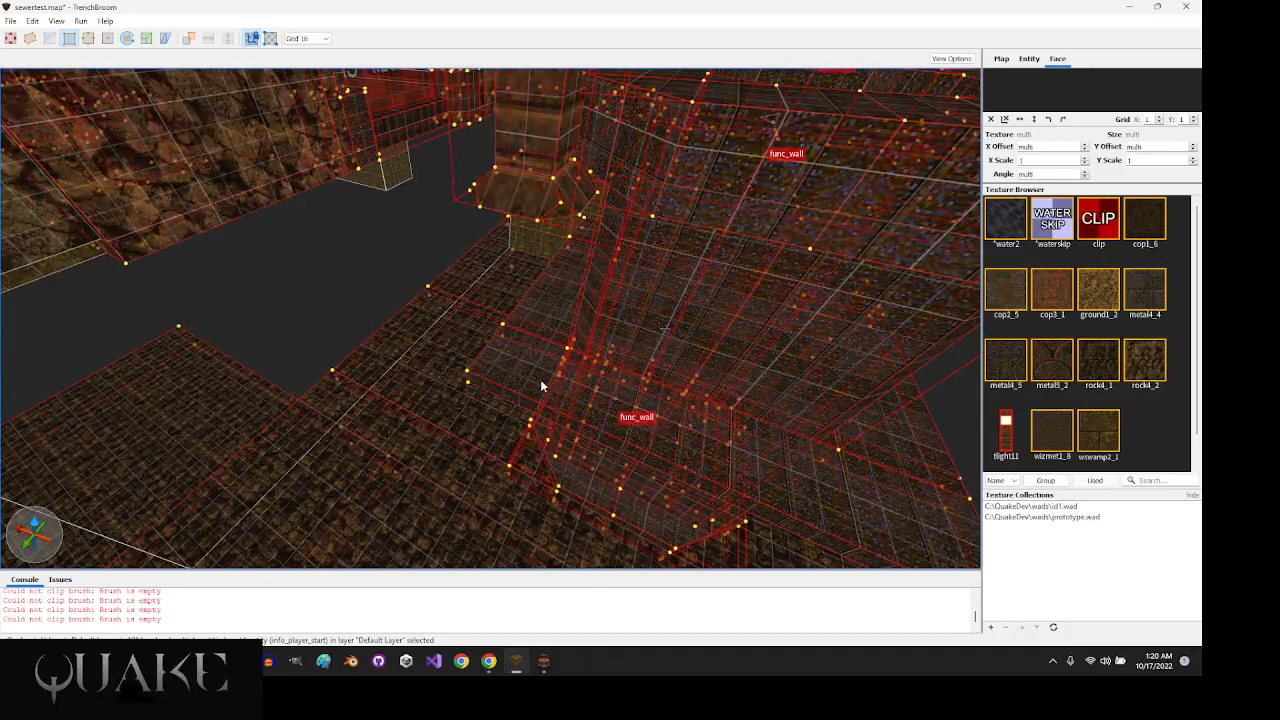 sewertest.map* - TrenchBroom
File Edit View Run Help
Grid 16
View Options
Map Entity Face
Grid X: 1 Y: 1
Texture multi Size multi
X Offset multi Y Offset multi
X Scale 1 Y Scale 1
Angle multi
Texture Browser
WATER SKIP CLIP
*water2 *waterskip clip cop1_6
cop2_5 cop3_1 ground1_2 metal4_4
metal4_5 metal5_2 rock4_1 rock4_2
tlight11 wizmet1_8 wswamp2_1
Name Group Used Search...
Texture Collections hide
C:\QuakeDev\wads\id1.wad
C:\QuakeDev\wads\prototype.wad
func_wall
func_wall
Console Issues
Could not clip brush: Brush is empty
Could not clip brush: Brush is empty
Could not clip brush: Brush is empty
Could not clip brush: Brush is empty
(info_player_start) in layer "Default Layer" selected
QUAKE
1:20 AM
10/17/2022